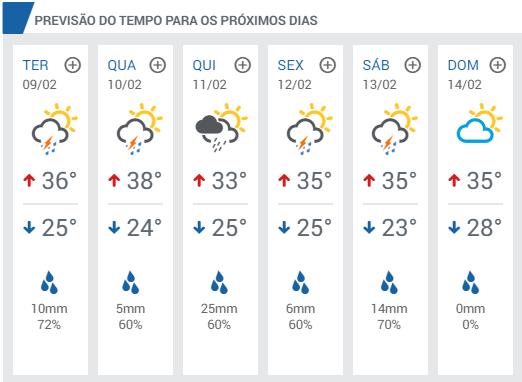 PREVISÃO DO TEMPO PARA OS PRÓXIMOS DIAS
TER
09/02
36°
25°
10mm
72%
QUA
10/02
38°
24°
5mm
60%
QUI
11/02
33°
25°
25mm
60%
SEX
12/02
35°
25°
6mm
60%
SÁB
13/02
35°
23°
14mm
70%
DOM
14/02
35°
28°
0mm
0%